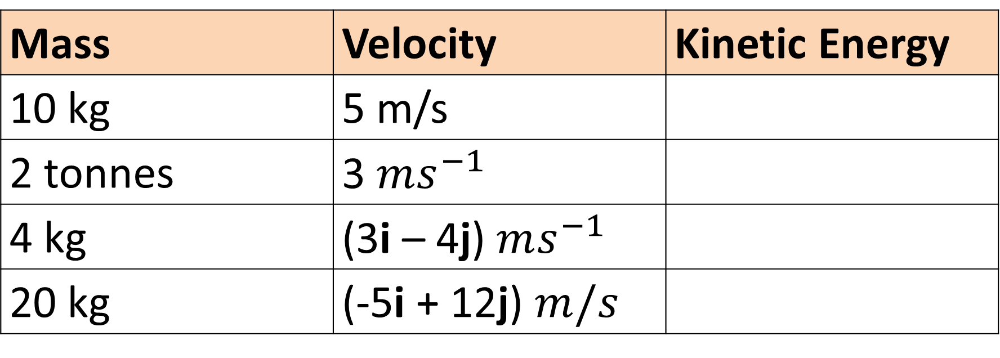 Mass Velocity Kinetic Energy
10 kg 5 m/s
2 tonnes 3 ms⁻¹
4 kg (3i – 4j) ms⁻¹
20 kg (-5i + 12j) m/s